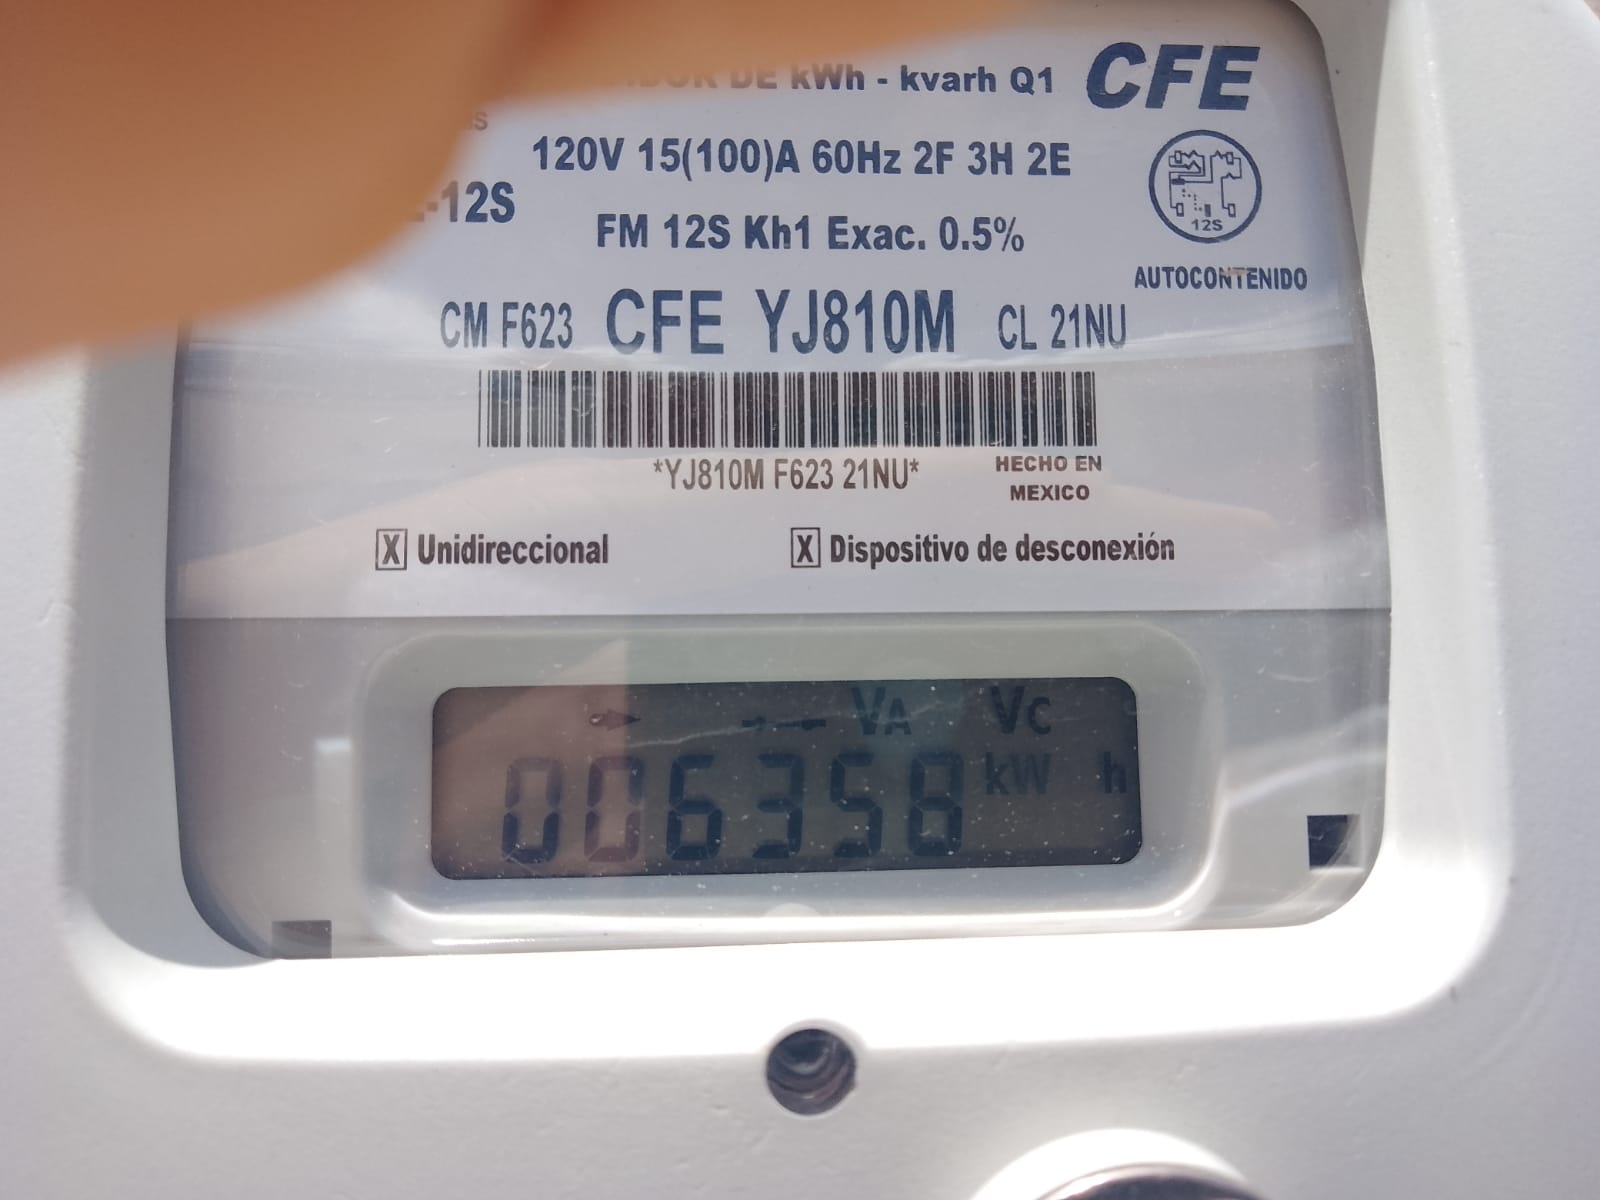 DE kWh - kvarh Q1 CFE
120V 15(100)A 60Hz 2F 3H 2E
-12S
12S
FM 12S Kh1 Exac. 0.5%
AUTOCONTENIDO
CM F623 CFE YJ810M CL 21NU
*YJ810M F623 21NU*
HECHO EN
MEXICO
X Unidireccional X Dispositivo de desconexión
VA VC
006358 kW h